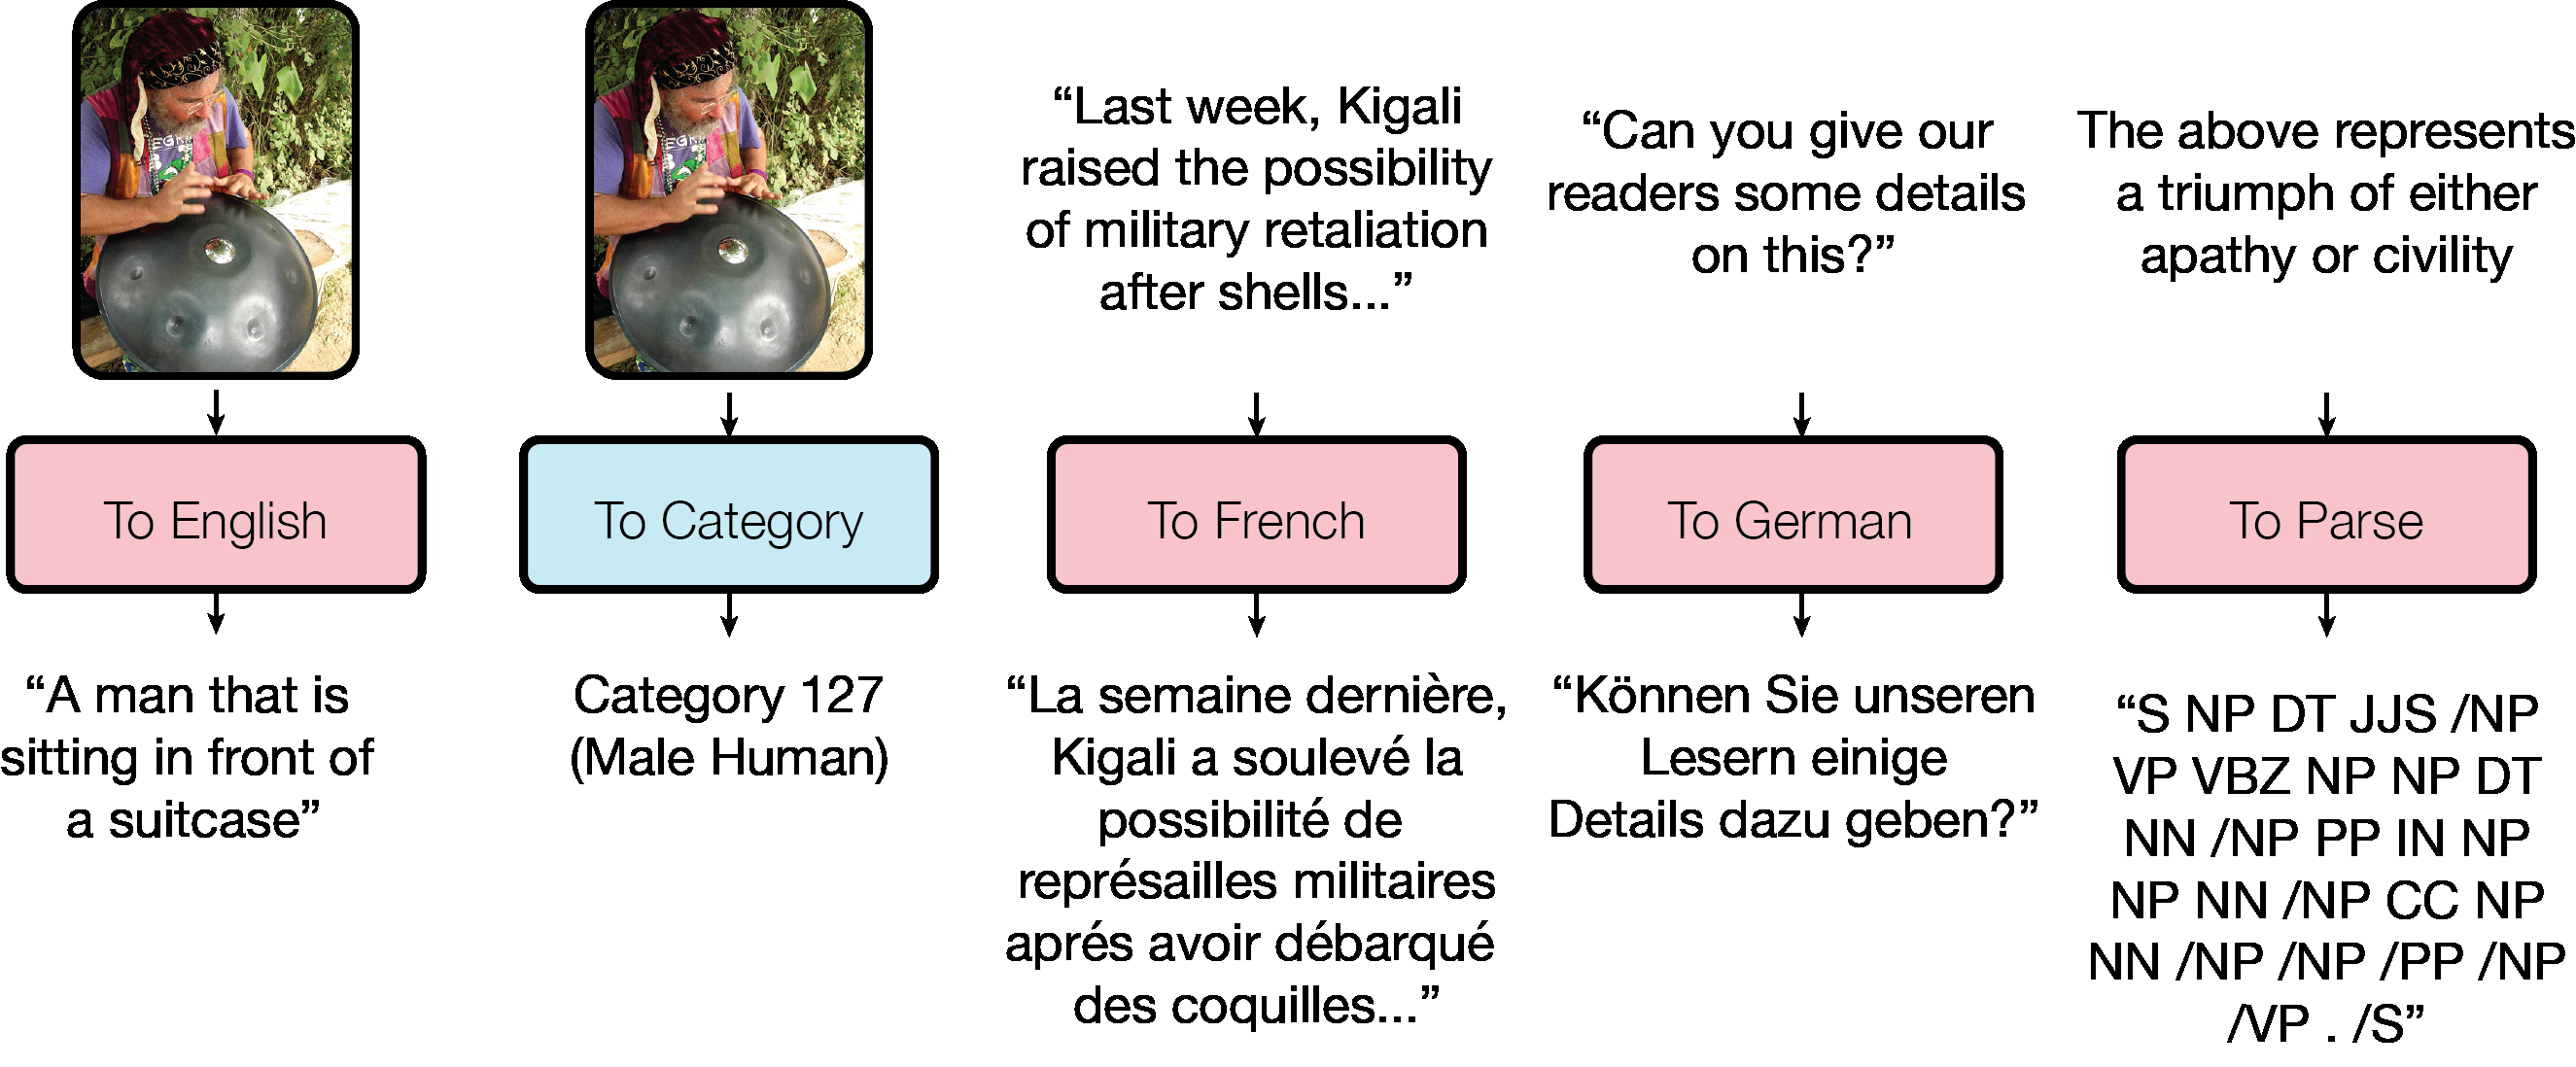 “Last week, Kigali
raised the possibility
of military retaliation
after shells...”
“Can you give our
readers some details
on this?”
The above represents
a triumph of either
apathy or civility
To English
To Category
To French
To German
To Parse
“A man that is
sitting in front of
a suitcase”
Category 127
(Male Human)
“La semaine dernière,
Kigali a soulevé la
possibilité de
représailles militaires
aprés avoir débarqué
des coquilles...”
“Können Sie unseren
Lesern einige
Details dazu geben?”
“S NP DT JJS /NP
VP VBZ NP NP DT
NN /NP PP IN NP
NP NN /NP CC NP
NN /NP /NP /PP /NP
/VP . /S”